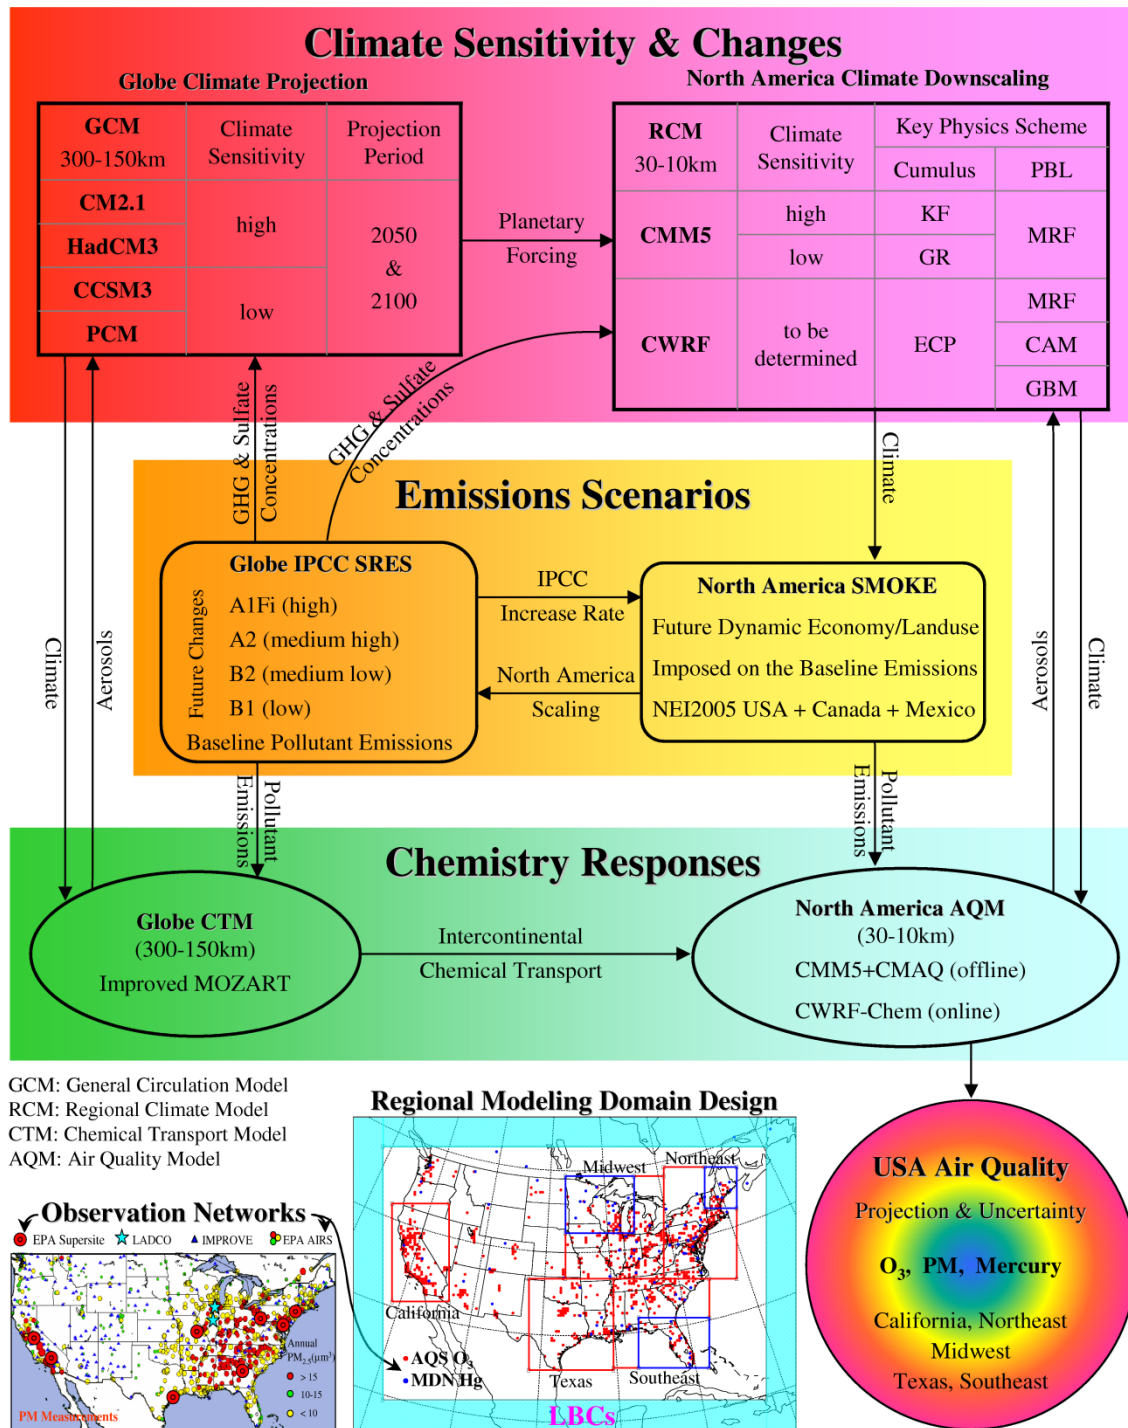 Climate Sensitivity & Changes
Globe Climate Projection
GCM
300-150km
Climate
Sensitivity
Projection
Period
CM2.1
HadCM3
CCSM3
PCM
high
low
2050
&
2100
Planetary
Forcing
North America Climate Downscaling
RCM
30-10km
Climate
Sensitivity
Key Physics Scheme
Cumulus
PBL
CMM5
high
KF
low
GR
MRF
CWRF
to be
determined
ECP
MRF
CAM
GBM
GHG & Sulfate
Concentrations
GHG & Sulfate
Concentrations
Climate
Climate
Aerosols
Aerosols
Climate
Emissions Scenarios
Globe IPCC SRES
Future Changes
A1Fi (high)
A2 (medium high)
B2 (medium low)
B1 (low)
Baseline Pollutant Emissions
IPCC
Increase Rate
North America
Scaling
North America SMOKE
Future Dynamic Economy/Landuse
Imposed on the Baseline Emissions
NEI2005 USA + Canada + Mexico
Pollutant
Emissions
Pollutant
Emissions
Chemistry Responses
Globe CTM
(300-150km)
Improved MOZART
Intercontinental
Chemical Transport
North America AQM
(30-10km)
CMM5+CMAQ (offline)
CWRF-Chem (online)
GCM: General Circulation Model
RCM: Regional Climate Model
CTM: Chemical Transport Model
AQM: Air Quality Model
Observation Networks
EPA Supersite
LADCO
IMPROVE
EPA AIRS
Annual
PM2.5(μm³)
> 15
10-15
< 10
PM Measurements
Regional Modeling Domain Design
Midwest
Northeast
California
Texas
Southeast
AQS O3
MDN Hg
LBCs
USA Air Quality
Projection & Uncertainty
O3, PM, Mercury
California, Northeast
Midwest
Texas, Southeast